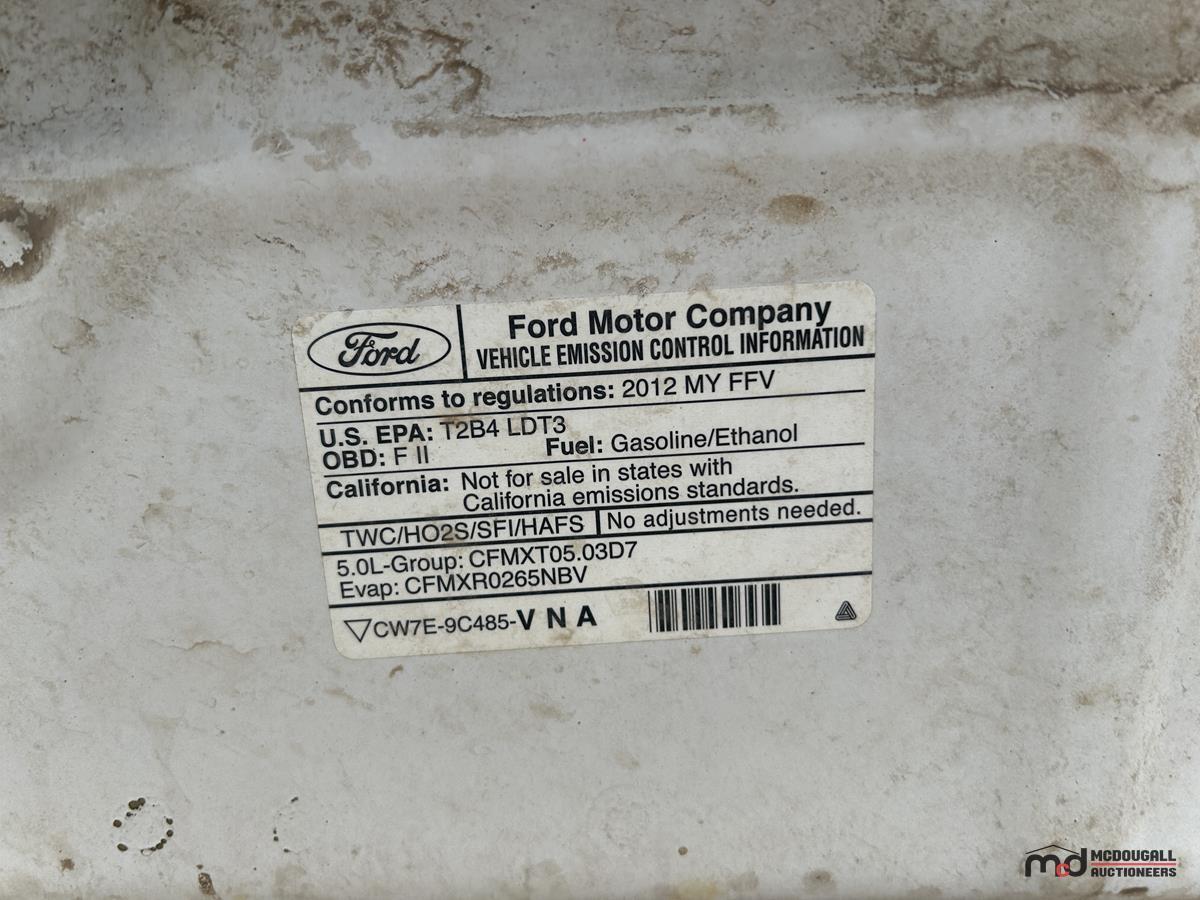 Ford
Ford Motor Company
VEHICLE EMISSION CONTROL INFORMATION
Conforms to regulations: 2012 MY FFV
U.S. EPA: T2B4 LDT3
OBD: F II Fuel: Gasoline/Ethanol
California: Not for sale in states with
California emissions standards.
TWC/HO2S/SFI/HAFS No adjustments needed.
5.0L-Group: CFMXT05.03D7
Evap: CFMXR0265NBV
CW7E-9C485-VNA
mcd MCDOUGALL
AUCTIONEERS